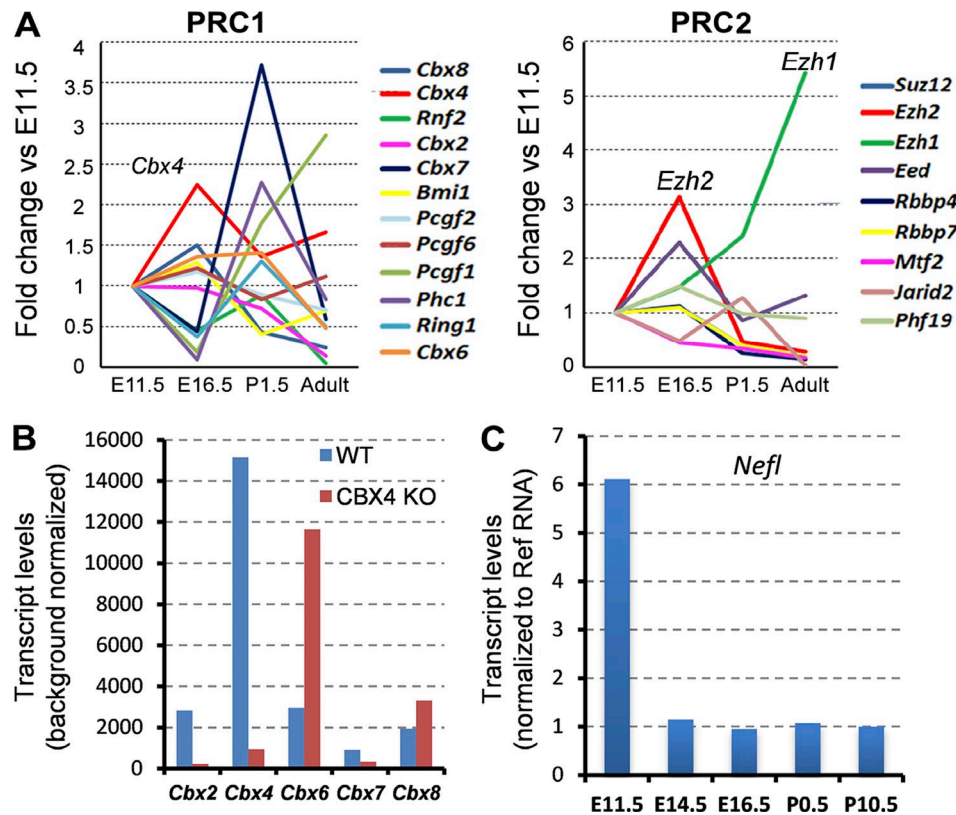 A
PRC1
Fold change vs E11.5
4
3.5
3
2.5
2
1.5
1
0.5
0
Cbx4
E11.5 E16.5 P1.5 Adult
Cbx8
Cbx4
Rnf2
Cbx2
Cbx7
Bmi1
Pcgf2
Pcgf6
Pcgf1
Phc1
Ring1
Cbx6
PRC2
Fold change vs E11.5
6
5
4
3
2
1
0
Ezh1
Ezh2
E11.5 E16.5 P1.5 Adult
Suz12
Ezh2
Ezh1
Eed
Rbbp4
Rbbp7
Mtf2
Jarid2
Phf19
B
Transcript levels
(background normalized)
16000
14000
12000
10000
8000
6000
4000
2000
0
WT
CBX4 KO
Cbx2 Cbx4 Cbx6 Cbx7 Cbx8
C
Transcript levels
(normalized to Ref RNA)
7
6
5
4
3
2
1
0
Nefl
E11.5 E14.5 E16.5 P0.5 P10.5